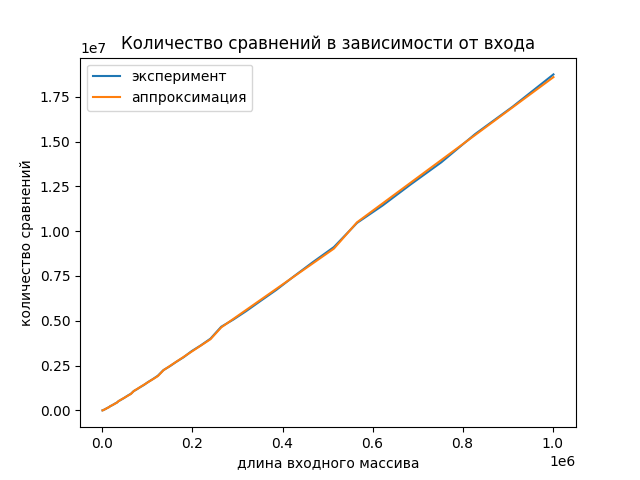 Количество сравнений в зависимости от входа
1e7
эксперимент
аппроксимация
1.75
1.50
1.25
1.00
0.75
0.50
0.25
0.00
количество сравнений
0.0 0.2 0.4 0.6 0.8 1.0
1e6
длина входного массива